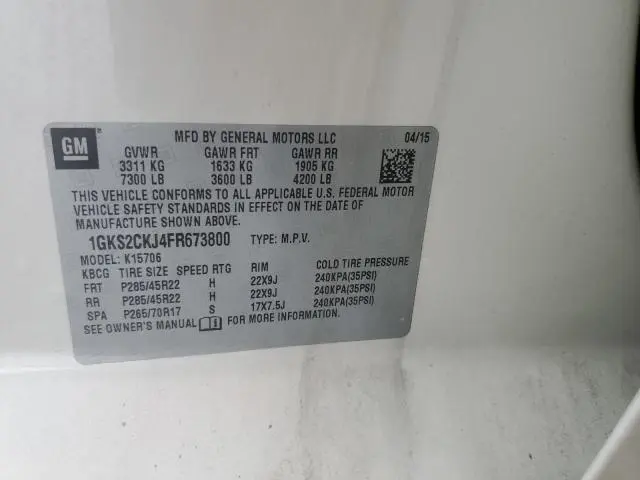 GM
MFD BY GENERAL MOTORS LLC 04/15
GVWR GAWR FRT GAWR RR
3311 KG 1633 KG 1905 KG
7300 LB 3600 LB 4200 LB
THIS VEHICLE CONFORMS TO ALL APPLICABLE U.S. FEDERAL MOTOR
VEHICLE SAFETY STANDARDS IN EFFECT ON THE DATE OF
MANUFACTURE SHOWN ABOVE.
1GKS2CKJ4FR673800 TYPE: M.P.V.
MODEL: K15706
KBCG TIRE SIZE SPEED RTG RIM COLD TIRE PRESSURE
FRT P285/45R22 H 22X9J 240KPA(35PSI)
RR P285/45R22 H 22X9J 240KPA(35PSI)
SPA P265/70R17 S 17X7.5J 240KPA(35PSI)
SEE OWNER'S MANUAL FOR MORE INFORMATION.